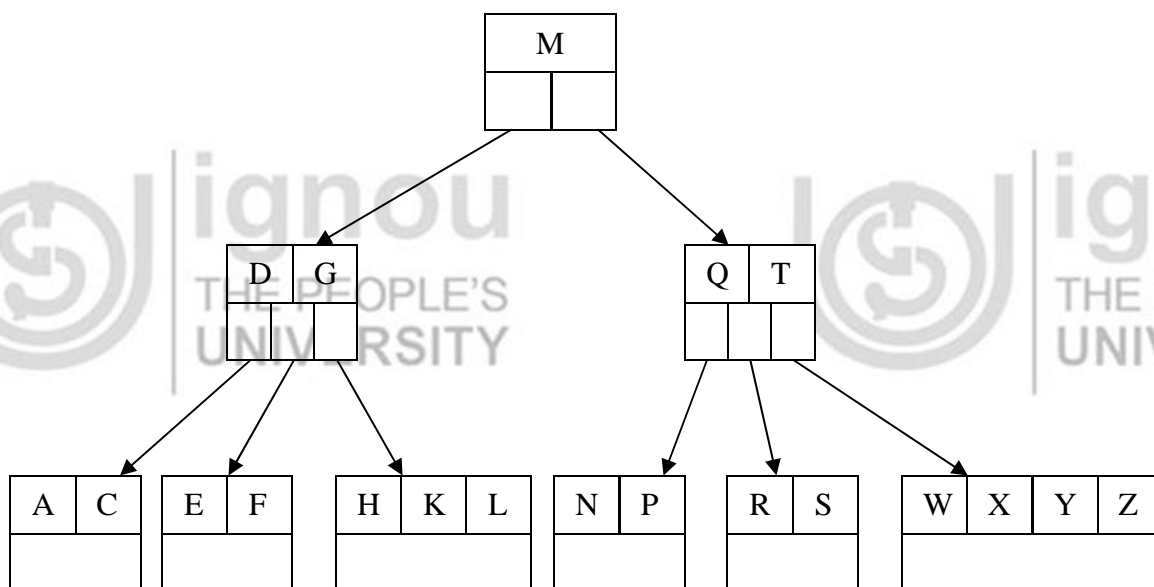 M
ignou
THE PEOPLE'S
UNIVERSITY
D G
Q T
ig
THE
UNIV
A C
E F
H K L
N P
R S
W X Y Z